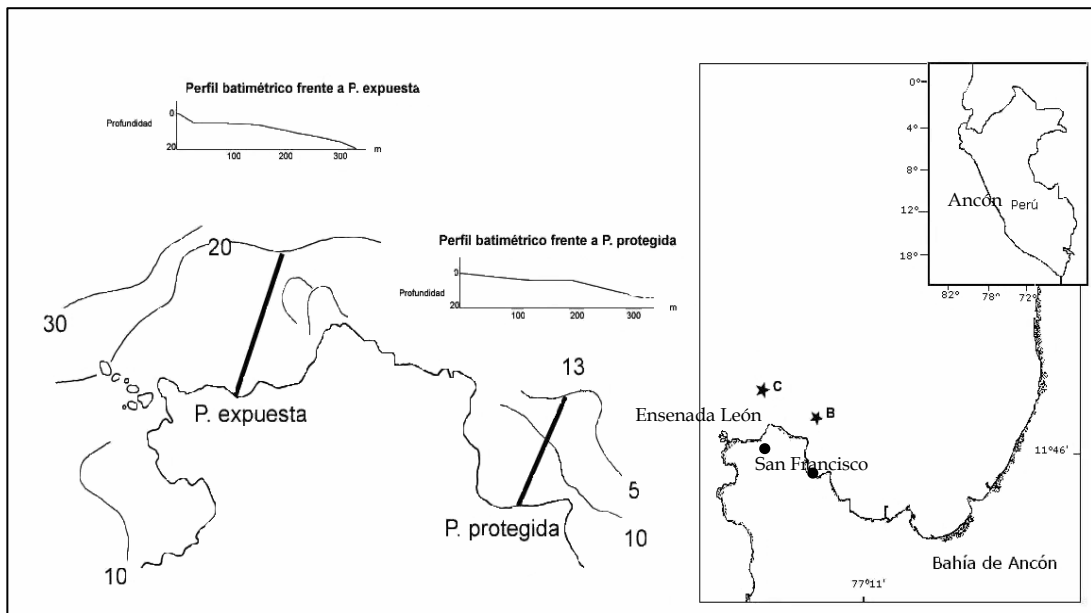 Perfil batimétrico frente a P. expuesta
0
Profundidad
20
100
200
300
m
20
30
P. expuesta
10
Perfil batimétrico frente a P. protegida
0
Profundidad
20
100
200
300
m
13
5
10
P. protegida
0°
4°
8°
12°
18°
82°
78°
72°
Ancón
Perú
C
B
Ensenada León
San Francisco
11°46
Bahía de Ancón
77°11'